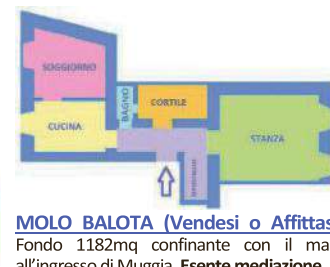 SOGGIORNO
BAGNO
CORTILE
CUCINA
STANZA
MOLO BALOTA (Vendesi o Affittas
Fondo 1182mq confinante con il ma
all'ingresso di Muggia. Esente mediazione